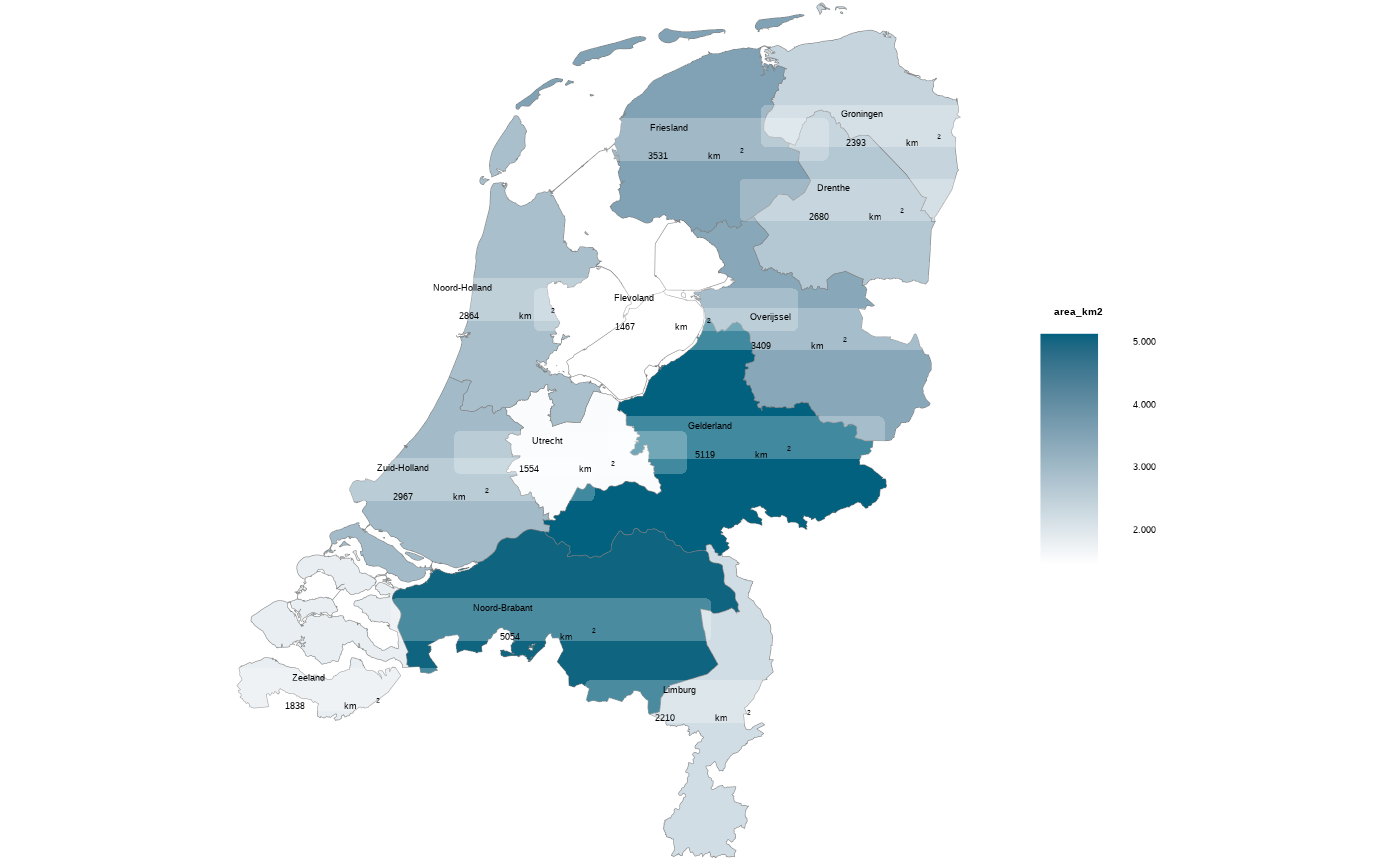 Groningen
2393 km 2
Friesland
3531 km 2
Drenthe
2680 km 2
Noord-Holland
2864 km 2
Flevoland
1467 km 2
Overijssel
3409 km 2
Gelderland
5119 km 2
Utrecht
1554 km 2
Zuid-Holland
2967 km 2
Noord-Brabant
5054 km 2
Zeeland
1838 km 2
Limburg
2210 km 2
area_km2
5.000
4.000
3.000
2.000